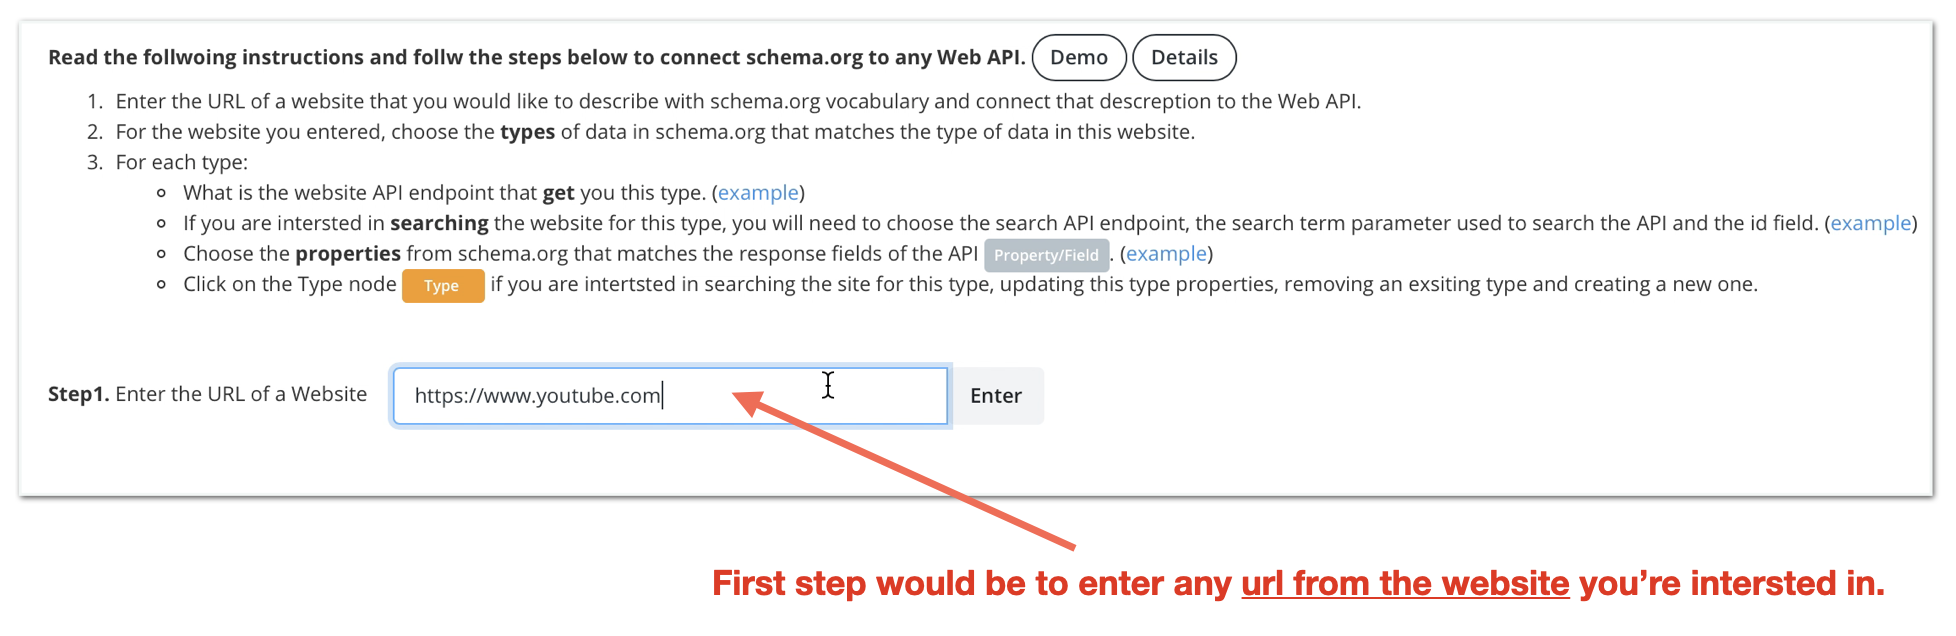 Read the follwoing instructions and follw the steps below to connect schema.org to any Web API. Demo Details
1. Enter the URL of a website that you would like to describe with schema.org vocabulary and connect that descreption to the Web API.
2. For the website you entered, choose the types of data in schema.org that matches the type of data in this website.
3. For each type:
What is the website API endpoint that get you this type. (example)
If you are intersted in searching the website for this type, you will need to choose the search API endpoint, the search term parameter used to search the API and the id field. (example)
Choose the properties from schema.org that matches the response fields of the API Property/Field . (example)
Click on the Type node Type if you are intertsted in searching the site for this type, updating this type properties, removing an exsiting type and creating a new one.
Step1. Enter the URL of a Website https://www.youtube.com Enter
First step would be to enter any url from the website you’re intersted in.